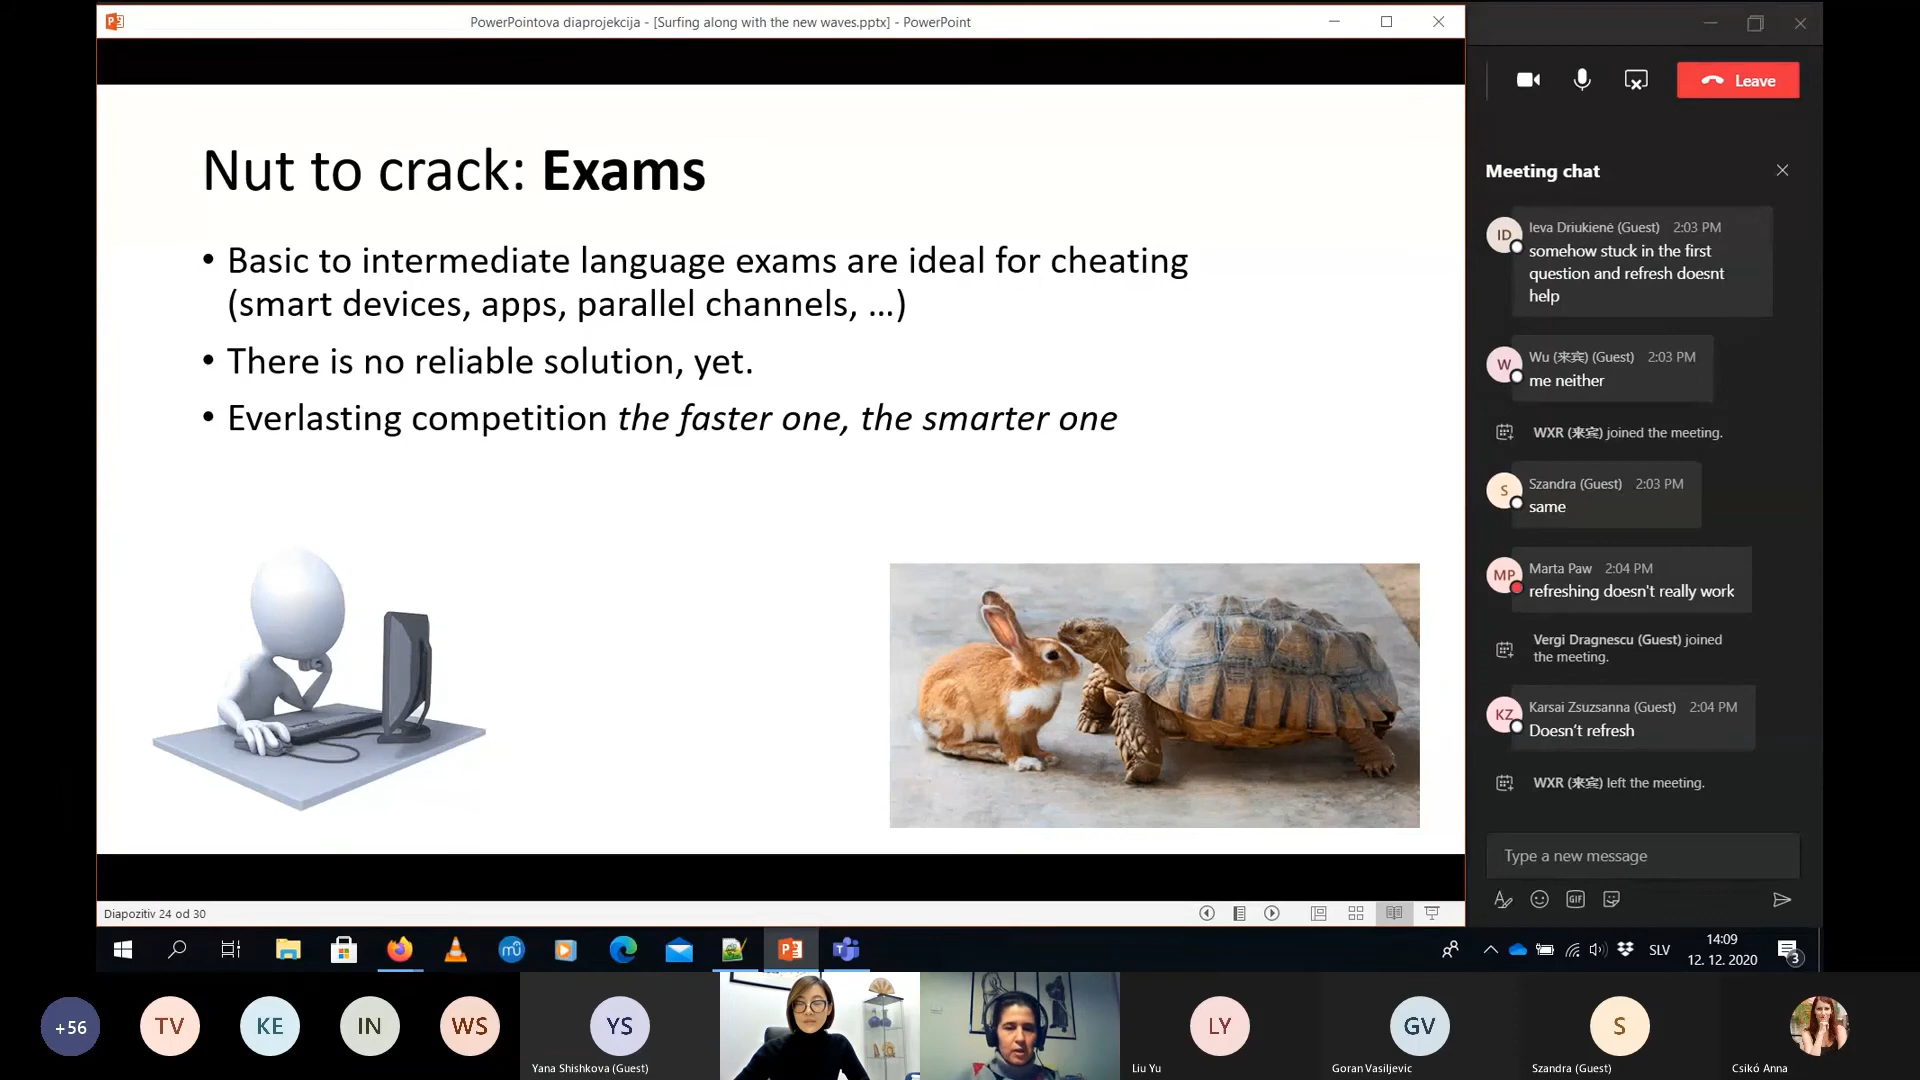 PowerPointova diaprojekcija - [Surfing along with the new waves.pptx] - PowerPoint
Nut to crack: Exams
• Basic to intermediate language exams are ideal for cheating
(smart devices, apps, parallel channels, ...)
• There is no reliable solution, yet.
• Everlasting competition the faster one, the smarter one
Diapozitiv 24 od 30
Leave
Meeting chat
ID
Ieva Driukienė (Guest) 2:03 PM
somehow stuck in the first
question and refresh doesnt
help
W
Wu (来宾) (Guest) 2:03 PM
me neither
WXR (来宾) joined the meeting.
S
Szandra (Guest) 2:03 PM
same
MP
Marta Paw 2:04 PM
refreshing doesn't really work
Vergi Dragnescu (Guest) joined
the meeting.
KZ
Karsai Zsuzsanna (Guest) 2:04 PM
Doesn't refresh
WXR (来宾) left the meeting.
Type a new message
GIF
SLV
14:09
12. 12. 2020
3
+56
TV
KE
IN
WS
YS
Yana Shishkova (Guest)
LY
Liu Yu
GV
Goran Vasiljevic
S
Szandra (Guest)
Csikó Anna